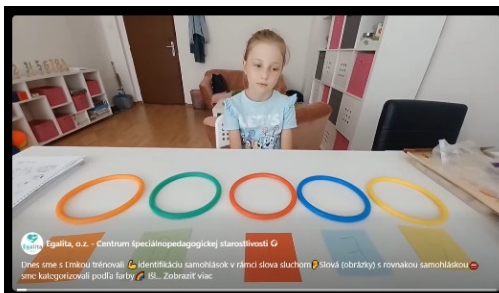 Egalita, o.z. - Centrum špeciálnopedagogickej starostlivosti
Dnes sme s Emkou trénovali 💪 identifikáciu samohlások v rámci slova sluchom👂Slová (obrázky) s rovnakou samohláskou⛔
sme kategorizovali podľa farby🌈 Išl... Zobraziť viac